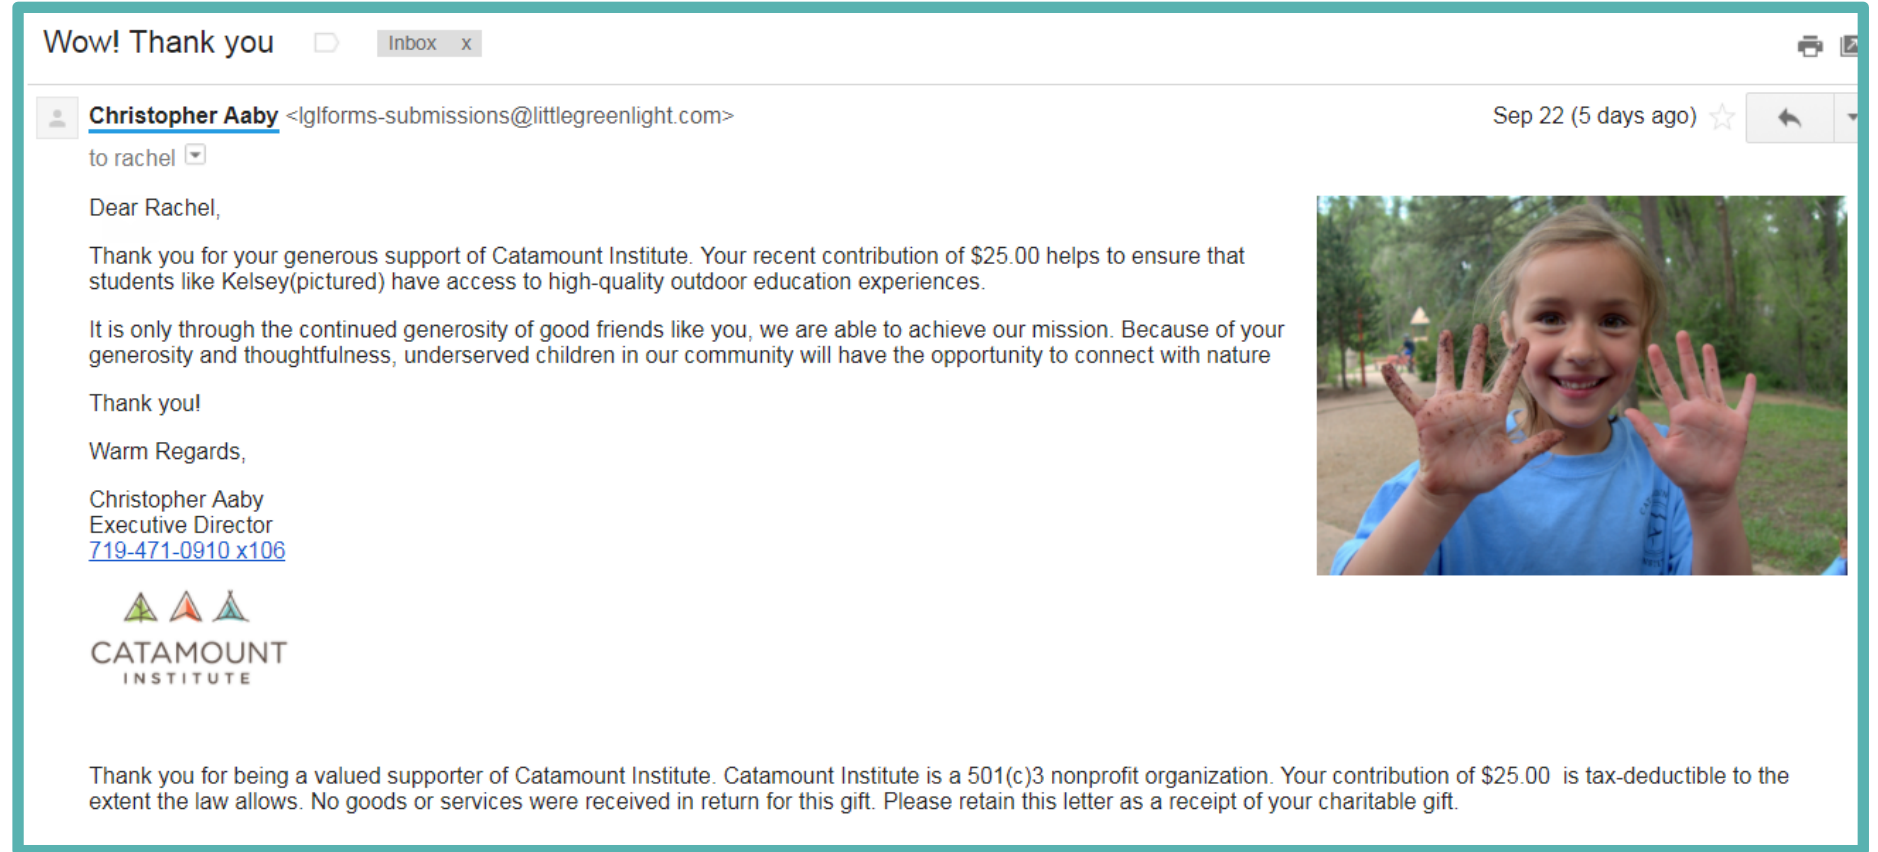 Wow! Thank you
Inbox x
Christopher Aaby <lglforms-submissions@littlegreenlight.com>
Sep 22 (5 days ago)
to rachel
Dear Rachel,
Thank you for your generous support of Catamount Institute. Your recent contribution of $25.00 helps to ensure that
students like Kelsey(pictured) have access to high-quality outdoor education experiences.
It is only through the continued generosity of good friends like you, we are able to achieve our mission. Because of your
generosity and thoughtfulness, underserved children in our community will have the opportunity to connect with nature
Thank you!
Warm Regards,
Christopher Aaby
Executive Director
719-471-0910 x106
CATAMOUNT
INSTITUTE
Thank you for being a valued supporter of Catamount Institute. Catamount Institute is a 501(c)3 nonprofit organization. Your contribution of $25.00  is tax-deductible to the
extent the law allows. No goods or services were received in return for this gift. Please retain this letter as a receipt of your charitable gift.